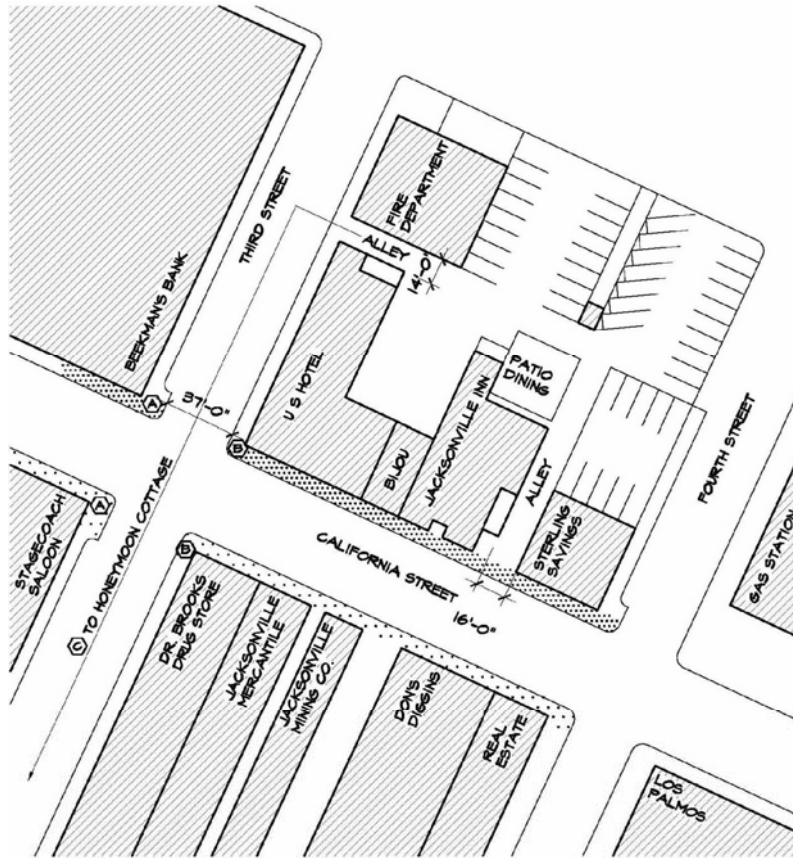 THIRD STREET
BEEKMAN'S BANK
FIRE
DEPARTMENT
ALLEY
14'-0"
37'-0"
A
B
U S HOTEL
BIJOU
JACKSONVILLE INN
PATIO
DINING
ALLEY
STERLING
SAVINGS
FOURTH STREET
GAS STATION
CALIFORNIA STREET
16'-0"
STAGECOACH
SALOON
A
B
C TO HONEYMOON COTTAGE
DR. BROOKS
DRUG STORE
JACKSONVILLE
MERCANTILE
JACKSONVILLE
MINING CO.
DON'S
DIGGINS
REAL
ESTATE
LOS
PALMOS